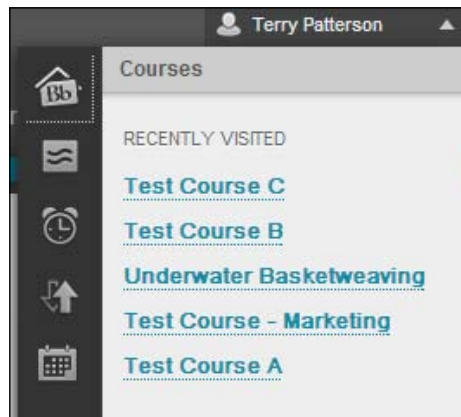 Terry Patterson
Bb
Courses
RECENTLY VISITED
Test Course C
Test Course B
Underwater Basketweaving
Test Course - Marketing
Test Course A